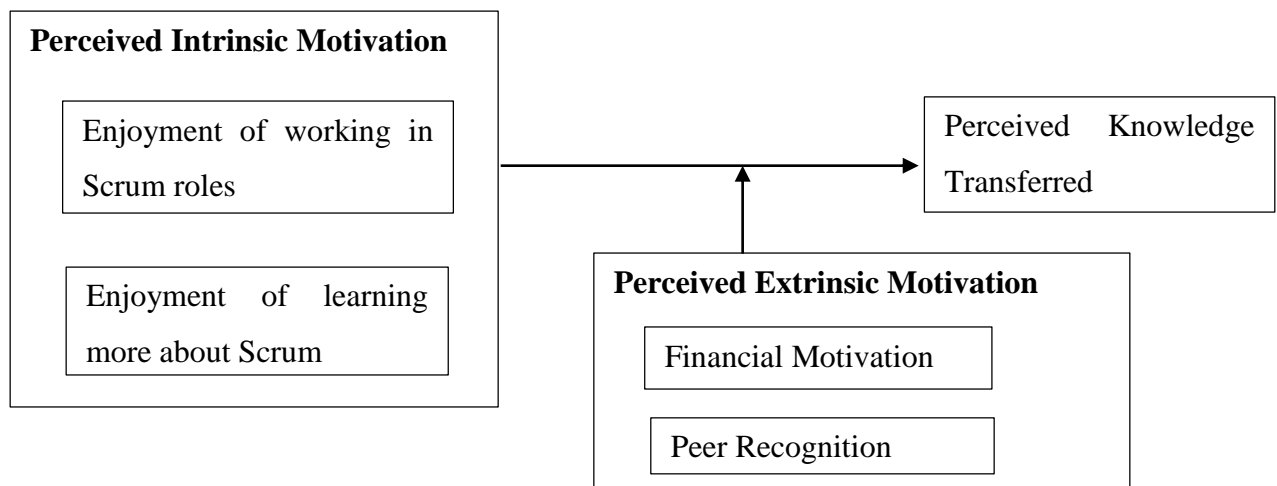 Perceived Intrinsic Motivation
Enjoyment of working in
Scrum roles
Enjoyment of learning
more about Scrum
Perceived Knowledge
Transferred
Perceived Extrinsic Motivation
Financial Motivation
Peer Recognition